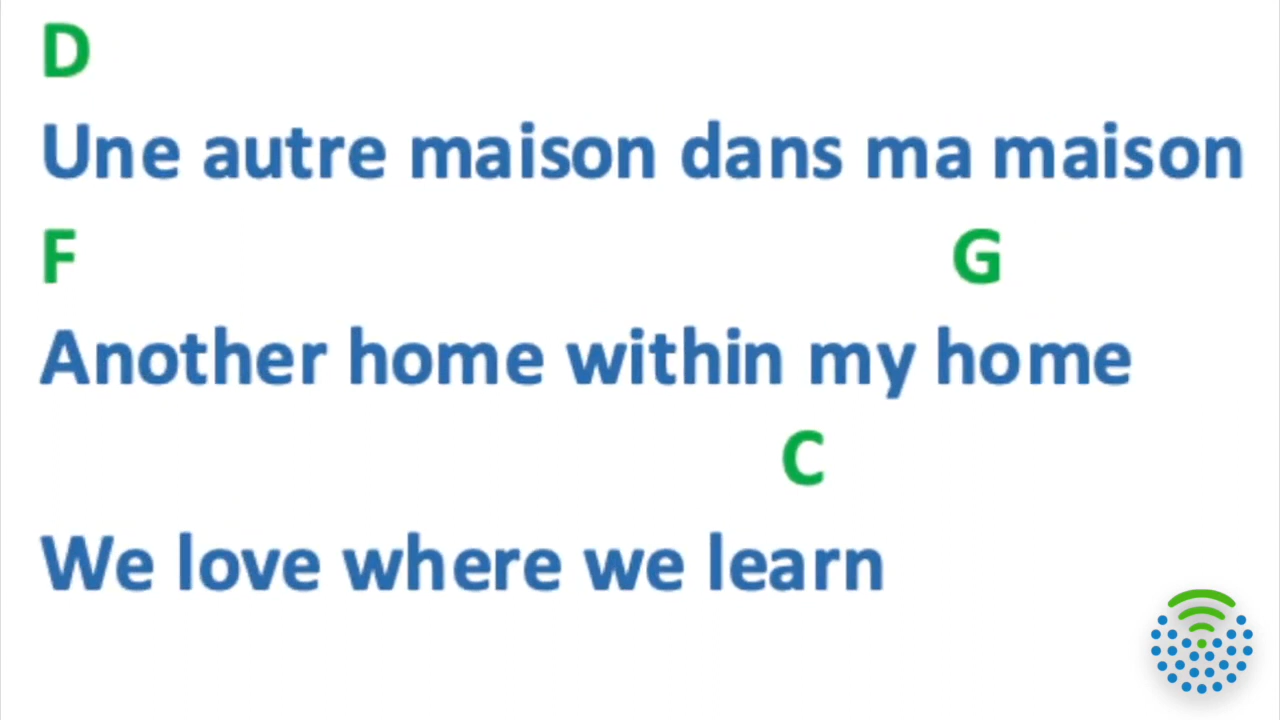 D
Une autre maison dans ma maison
F G
Another home within my home
C
We love where we learn